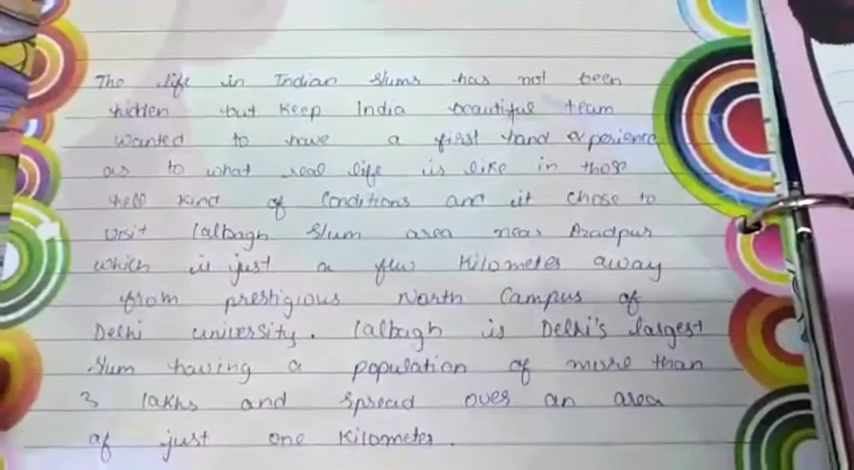 The life in Indian slums has not been
hidden but Keep India beautiful team
wanted to have a first hand experience
as to what real life is like in those
hell kind of Conditions and it chose to
visit lalbagh slum area near Azadpur
which is just a few kilometer away
from prestigious North Campus of
Delhi university. lalbagh is Delhi's largest
slum having a population of more than
3 lakhs and spread over an area
of just one kilometer.